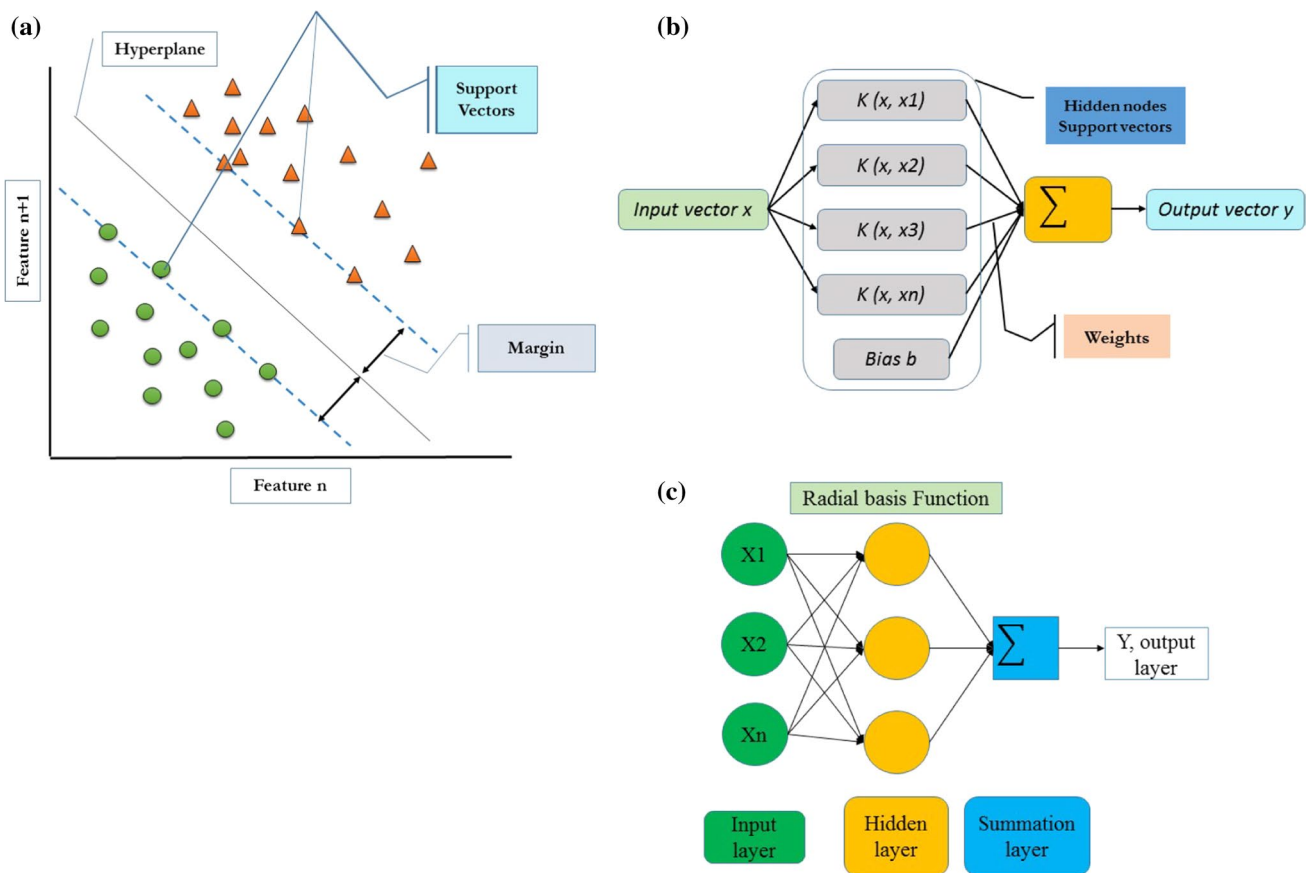 (a)
Hyperplane
Support
Vectors
Feature n+1
Margin
Feature n
(b)
K (x, x1)
K (x, x2)
K (x, x3)
K (x, xn)
Bias b
Input vector x
Hidden nodes
Support vectors
∑
Output vector y
Weights
(c)
Radial basis Function
X1
X2
Xn
∑
Y, output
layer
Input
layer
Hidden
layer
Summation
layer